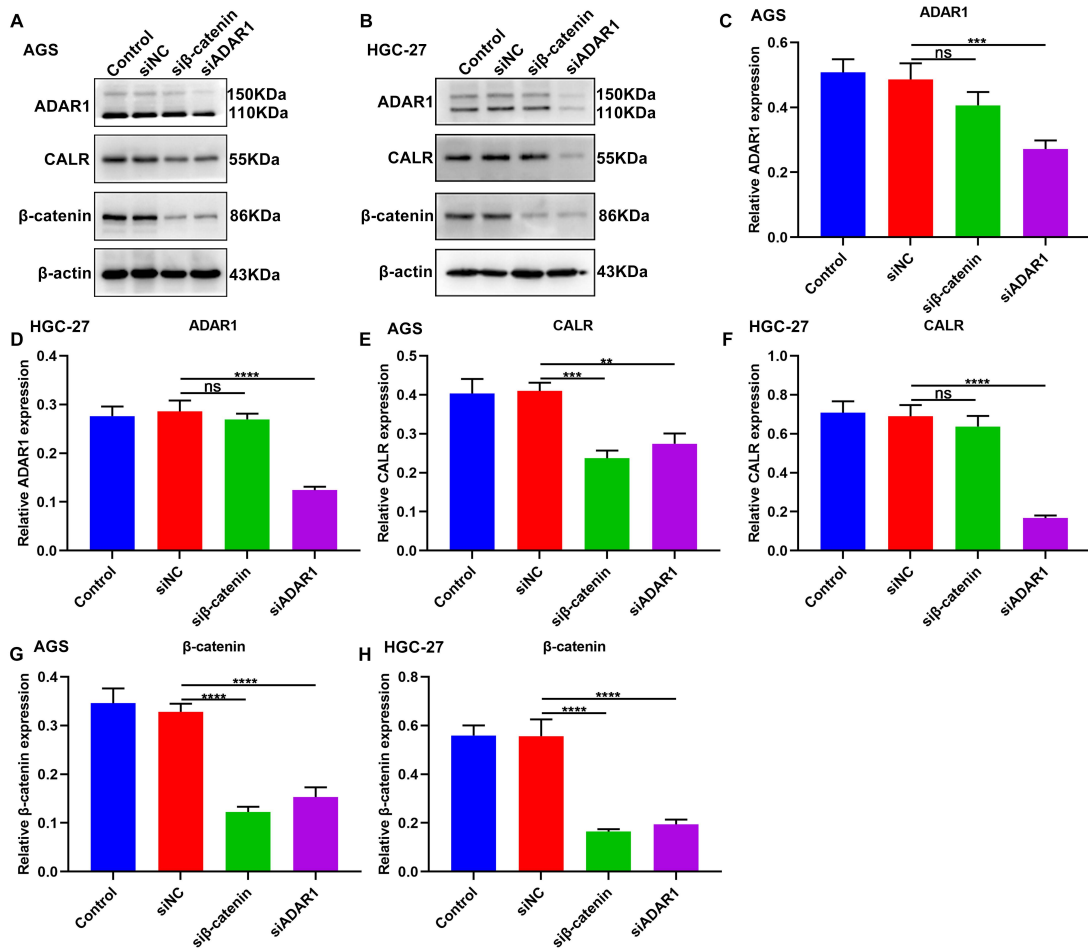 A
AGS
Control
siNC
siβ-catenin
siADAR1
ADAR1
150KDa
110KDa
CALR
55KDa
β-catenin
86KDa
β-actin
43KDa
B
HGC-27
Control
siNC
siβ-catenin
siADAR1
ADAR1
150KDa
110KDa
CALR
55KDa
β-catenin
86KDa
β-actin
43KDa
C
AGS
ADAR1
Relative ADAR1 expression
0.6
0.4
0.2
0.0
***
ns
Control
siNC
siβ-catenin
siADAR1
D
HGC-27
ADAR1
Relative ADAR1 expression
0.4
0.3
0.2
0.1
0.0
****
ns
Control
siNC
siβ-catenin
siADAR1
E
AGS
CALR
Relative CALR expression
0.5
0.4
0.3
0.2
0.1
0.0
**
***
Control
siNC
siβ-catenin
siADAR1
F
HGC-27
CALR
Relative CALR expression
1.0
0.8
0.6
0.4
0.2
0.0
****
ns
Control
siNC
siβ-catenin
siADAR1
G
AGS
β-catenin
Relative β-catenin expression
0.4
0.3
0.2
0.1
0.0
****
****
Control
siNC
siβ-catenin
siADAR1
H
HGC-27
β-catenin
Relative β-catenin expression
0.8
0.6
0.4
0.2
0.0
****
****
Control
siNC
siβ-catenin
siADAR1